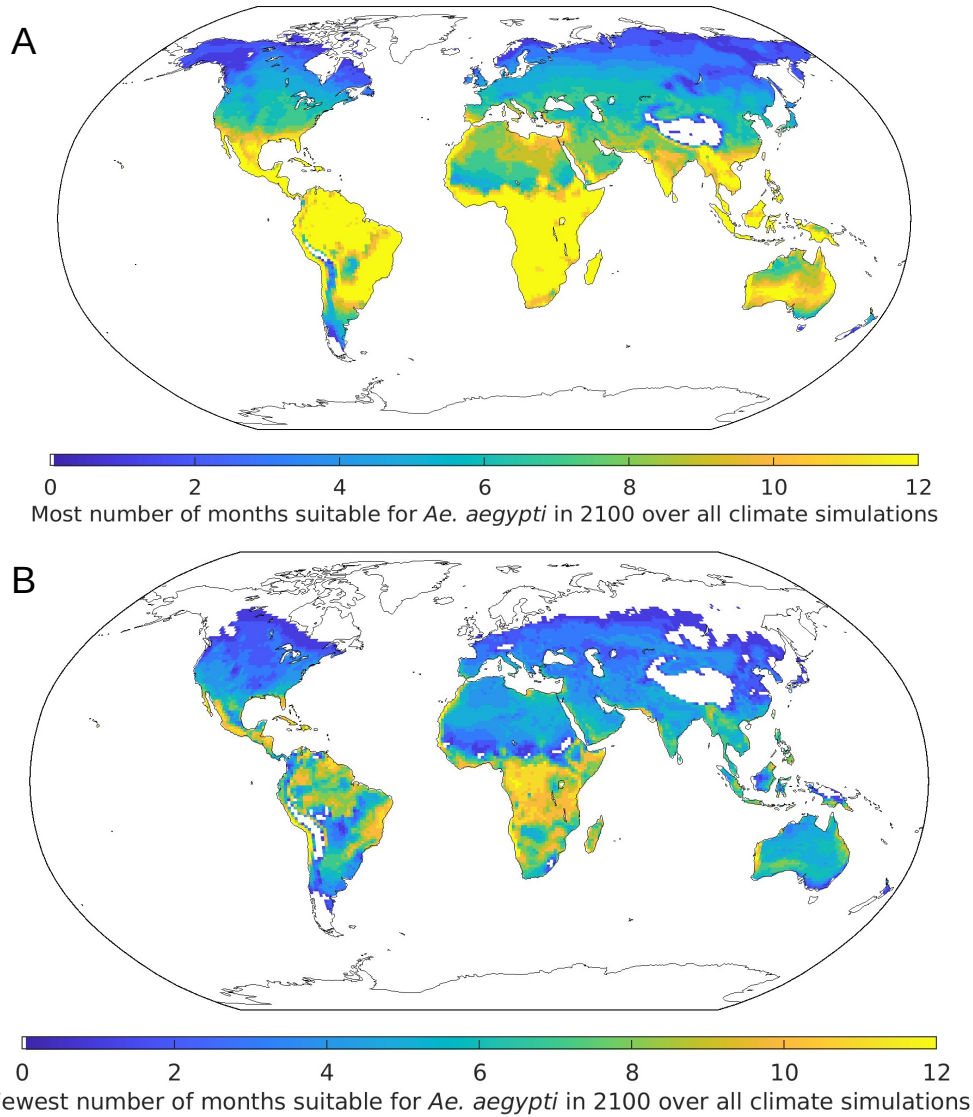 A
0 2 4 6 8 10 12
Most number of months suitable for Ae. aegypti in 2100 over all climate simulations
B
0 2 4 6 8 10 12
ewest number of months suitable for Ae. aegypti in 2100 over all climate simulations